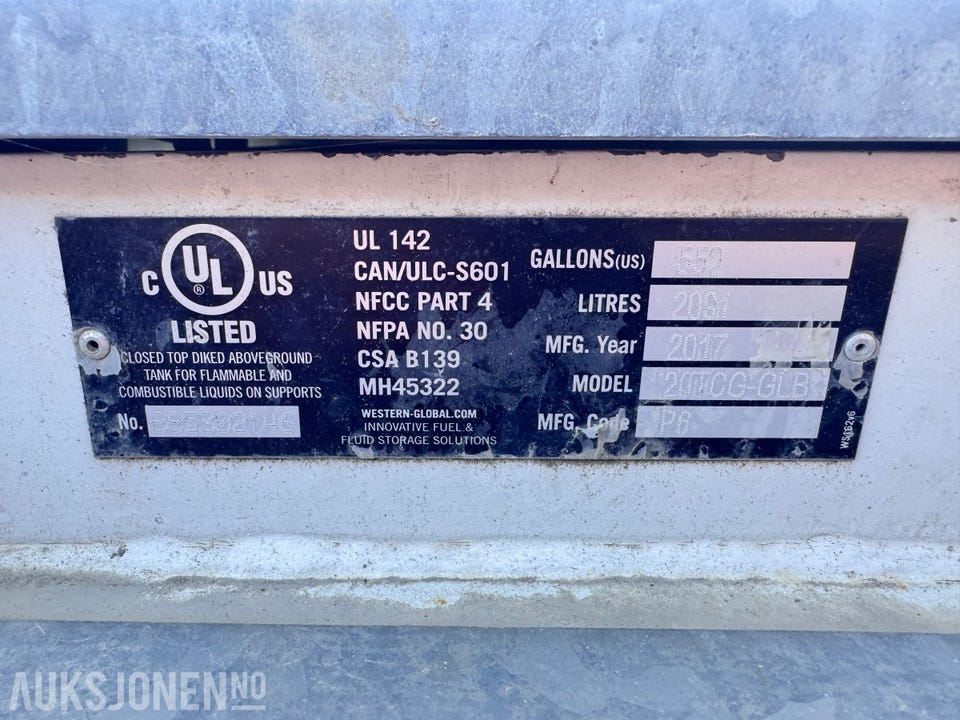 C UL ® US
LISTED
CLOSED TOP DIKED ABOVEGROUND
TANK FOR FLAMMABLE AND
COMBUSTIBLE LIQUIDS ON SUPPORTS
No.
UL 142
CAN/ULC-S601
NFCC PART 4
NFPA NO. 30
CSA B139
MH45322
WESTERN-GLOBAL.COM
INNOVATIVE FUEL &
FLUID STORAGE SOLUTIONS
GALLONS(US) 552
LITRES
MFG. Year 2017
MODEL 20TCG-GLB
MFG. Code P6
WS162v6
AUKSJONEN NO